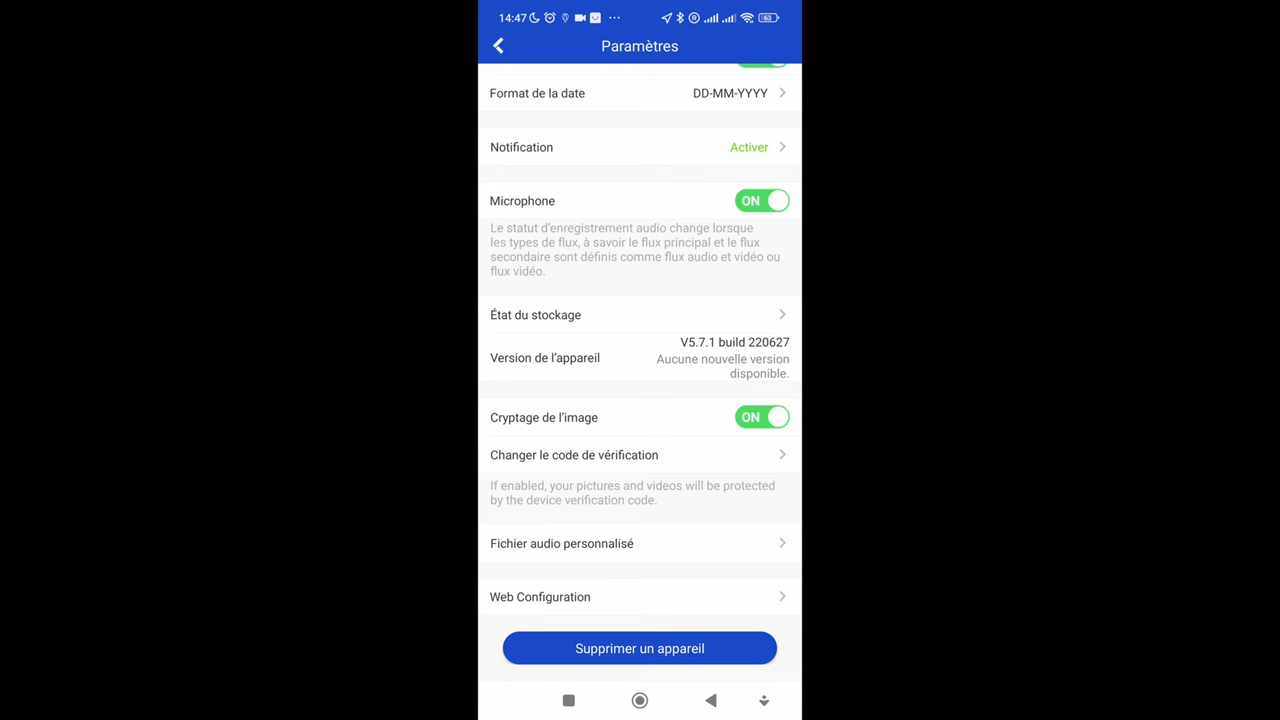 14:47 ... 63
Paramètres
Format de la date DD-MM-YYYY
Notification Activer
Microphone ON
Le statut d'enregistrement audio change lorsque
les types de flux, à savoir le flux principal et le flux
secondaire sont définis comme flux audio et vidéo ou
flux vidéo.
État du stockage
V5.7.1 build 220627
Version de l'appareil Aucune nouvelle version
disponible.
Cryptage de l'image ON
Changer le code de vérification
If enabled, your pictures and videos will be protected
by the device verification code.
Fichier audio personnalisé
Web Configuration
Supprimer un appareil